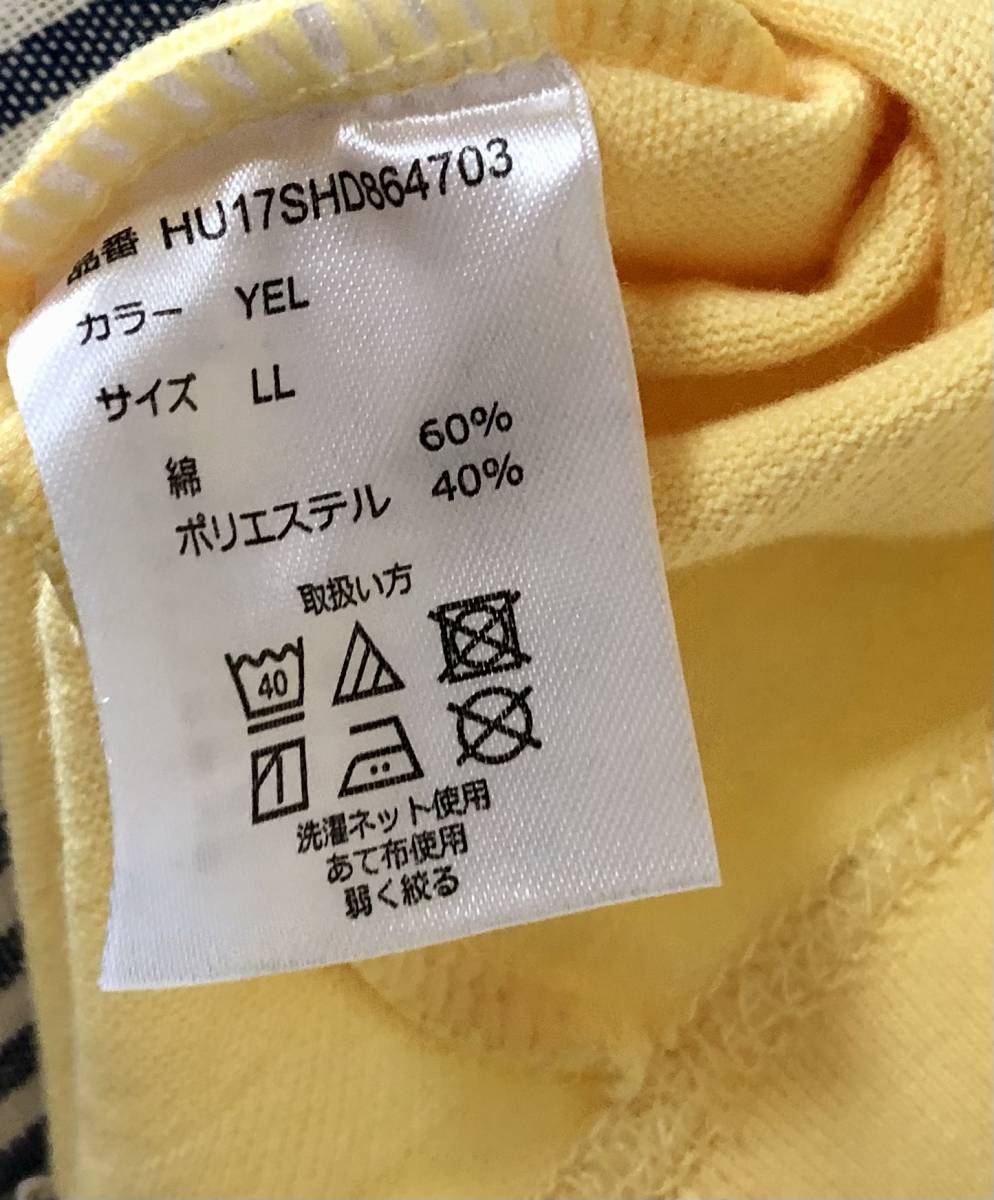 品番 HU17SHD864703
カラー YEL
サイズ LL
綿 60%
ポリエステル 40%
取扱い方
40
洗濯ネット使用
あて布使用
弱く絞る